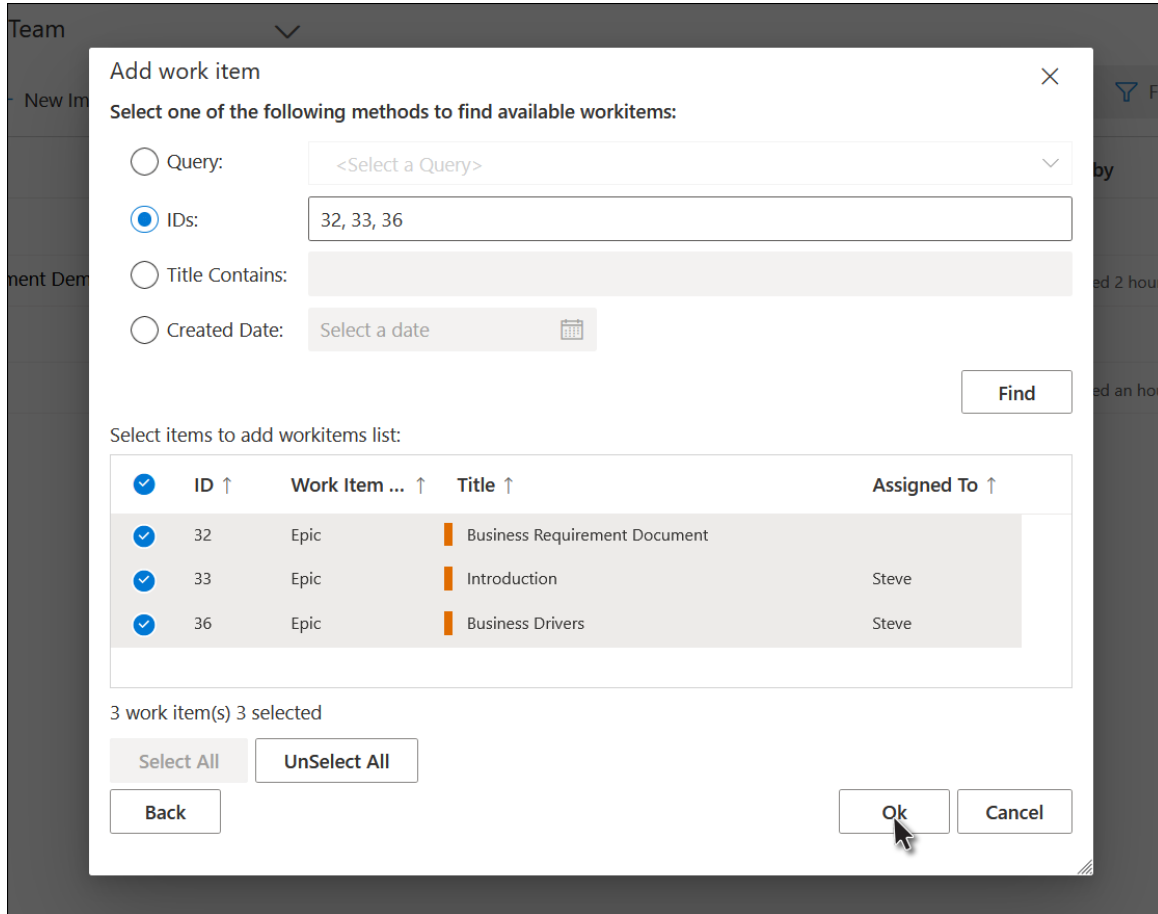 Team
Add work item
New Im
Select one of the following methods to find available workitems:
Query: <Select a Query>
by
IDs: 32, 33, 36
Title Contains:
ment Dem
ed 2 hou
Created Date: Select a date
Find
ed an hou
Select items to add workitems list:
ID ↑ Work Item ... ↑ Title ↑ Assigned To ↑
32 Epic Business Requirement Document
33 Epic Introduction Steve
36 Epic Business Drivers Steve
3 work item(s) 3 selected
Select All UnSelect All
Back Ok Cancel